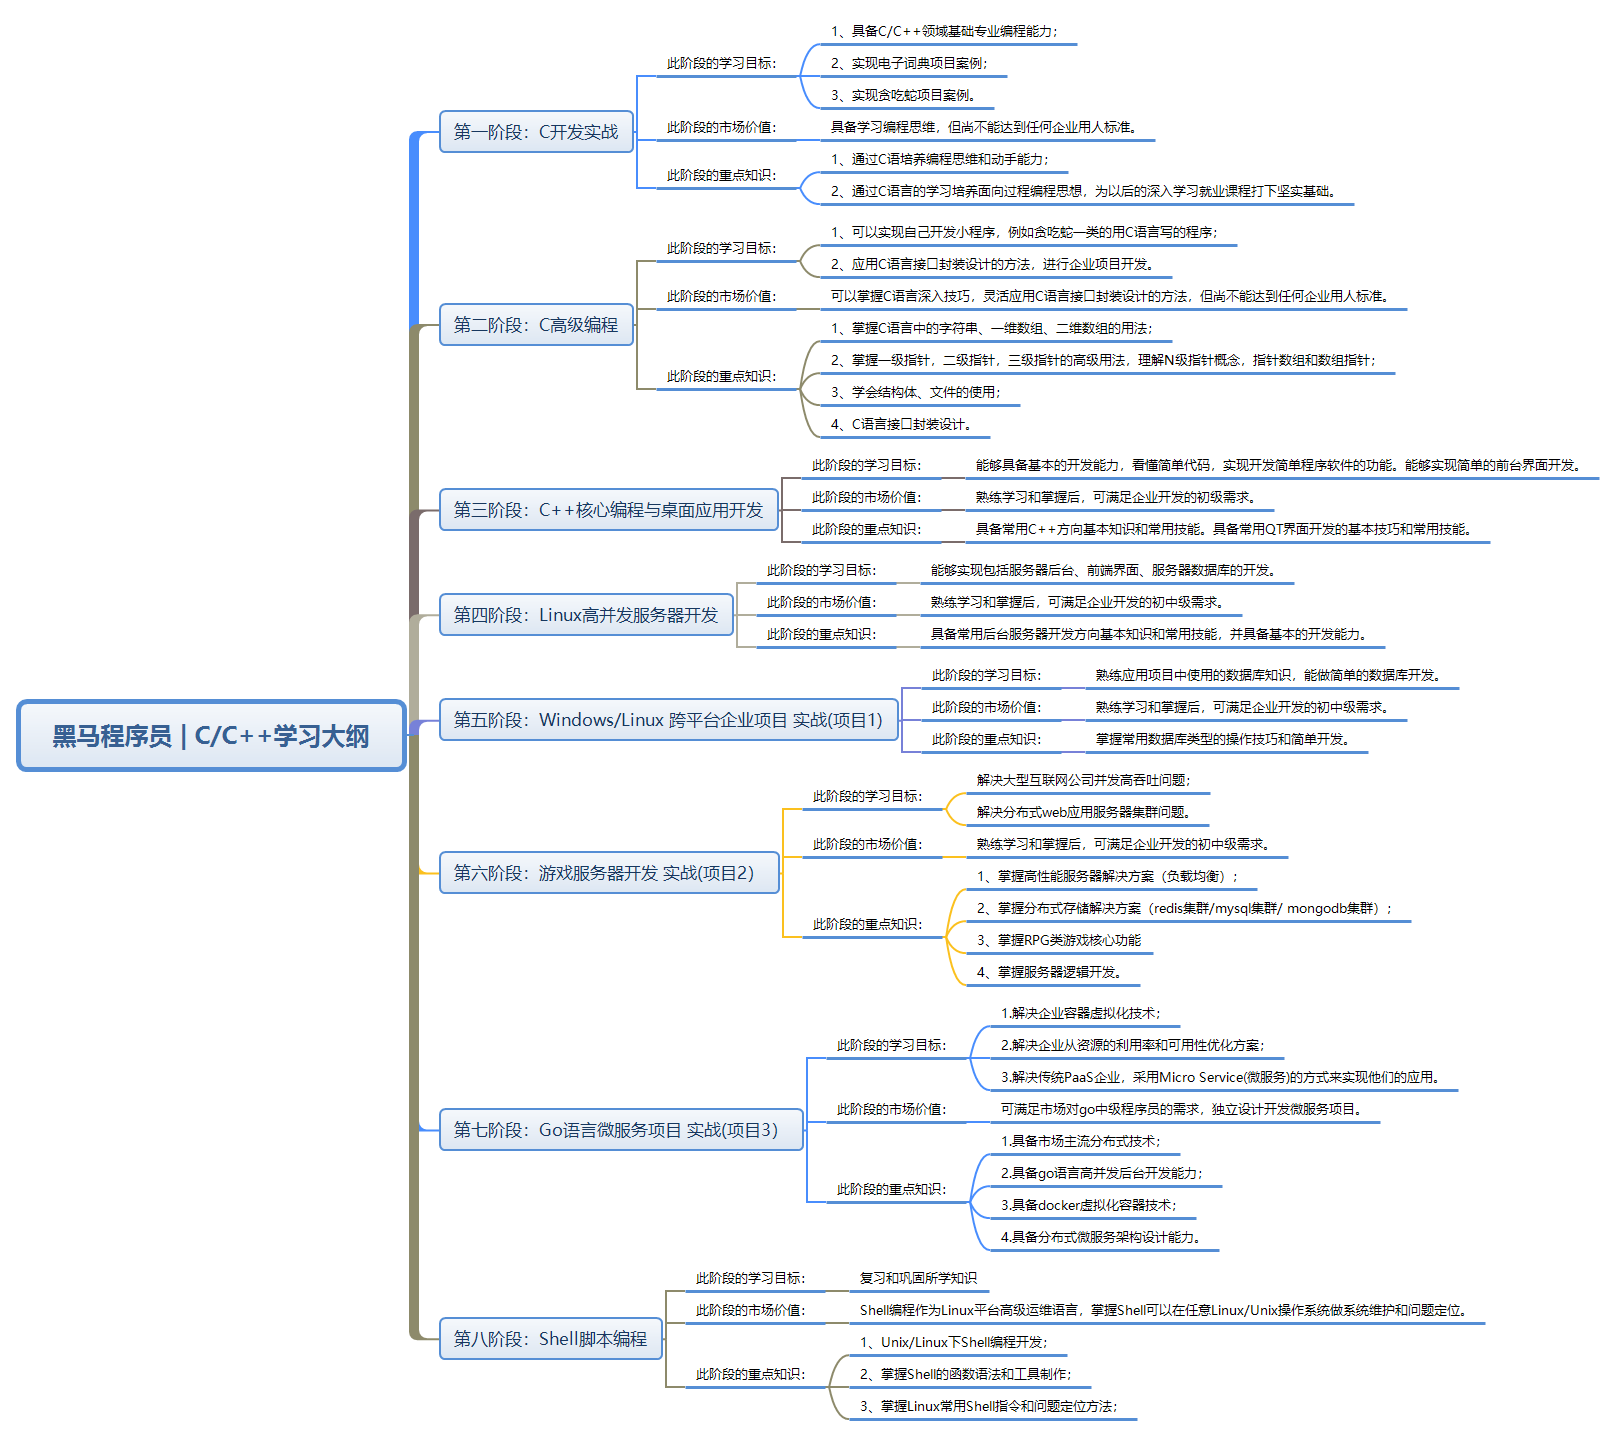 黑马程序员 | C/C++学习大纲
第一阶段：C开发实战
此阶段的学习目标：
1、具备C/C++领域基础专业编程能力；
2、实现电子词典项目案例；
3、实现贪吃蛇项目案例。
此阶段的市场价值：
具备学习编程思维，但尚不能达到任何企业用人标准。
此阶段的重点知识：
1、通过C语培养编程思维和动手能力；
2、通过C语言的学习培养面向过程编程思想，为以后的深入学习就业课程打下坚实基础。
第二阶段：C高级编程
此阶段的学习目标：
1、可以实现自己开发小程序，例如贪吃蛇一类的用C语言写的程序；
2、应用C语言接口封装设计的方法，进行企业项目开发。
此阶段的市场价值：
可以掌握C语言深入技巧，灵活应用C语言接口封装设计的方法，但尚不能达到任何企业用人标准。
此阶段的重点知识：
1、掌握C语言中的字符串、一维数组、二维数组的用法；
2、掌握一级指针，二级指针，三级指针的高级用法，理解N级指针概念，指针数组和数组指针；
3、学会结构体、文件的使用；
4、C语言接口封装设计。
第三阶段：C++核心编程与桌面应用开发
此阶段的学习目标：
能够具备基本的开发能力，看懂简单代码，实现开发简单程序软件的功能。能够实现简单的前台界面开发。
此阶段的市场价值：
熟练学习和掌握后，可满足企业开发的初级需求。
此阶段的重点知识：
具备常用C++方向基本知识和常用技能。具备常用QT界面开发的基本技巧和常用技能。
第四阶段：Linux高并发服务器开发
此阶段的学习目标：
能够实现包括服务器后台、前端界面、服务器数据库的开发。
此阶段的市场价值：
熟练学习和掌握后，可满足企业开发的初中级需求。
此阶段的重点知识：
具备常用后台服务器开发方向基本知识和常用技能，并具备基本的开发能力。
第五阶段：Windows/Linux 跨平台企业项目 实战(项目1)
此阶段的学习目标：
熟练应用项目中使用的数据库知识，能做简单的数据库开发。
此阶段的市场价值：
熟练学习和掌握后，可满足企业开发的初中级需求。
此阶段的重点知识：
掌握常用数据库类型的操作技巧和简单开发。
第六阶段：游戏服务器开发 实战(项目2）
此阶段的学习目标：
解决大型互联网公司并发高吞吐问题；
解决分布式web应用服务器集群问题。
此阶段的市场价值：
熟练学习和掌握后，可满足企业开发的初中级需求。
此阶段的重点知识：
1、掌握高性能服务器解决方案（负载均衡）；
2、掌握分布式存储解决方案（redis集群/mysql集群/ mongodb集群）；
3、掌握RPG类游戏核心功能
4、掌握服务器逻辑开发。
第七阶段：Go语言微服务项目 实战(项目3）
此阶段的学习目标：
1.解决企业容器虚拟化技术；
2.解决企业从资源的利用率和可用性优化方案；
3.解决传统PaaS企业，采用Micro Service(微服务)的方式来实现他们的应用。
此阶段的市场价值：
可满足市场对go中级程序员的需求，独立设计开发微服务项目。
此阶段的重点知识：
1.具备市场主流分布式技术；
2.具备go语言高并发后台开发能力；
3.具备docker虚拟化容器技术；
4.具备分布式微服务架构设计能力。
第八阶段：Shell脚本编程
此阶段的学习目标：
复习和巩固所学知识
此阶段的市场价值：
Shell编程作为Linux平台高级运维语言，掌握Shell可以在任意Linux/Unix操作系统做系统维护和问题定位。
此阶段的重点知识：
1、Unix/Linux下Shell编程开发；
2、掌握Shell的函数语法和工具制作；
3、掌握Linux常用Shell指令和问题定位方法；